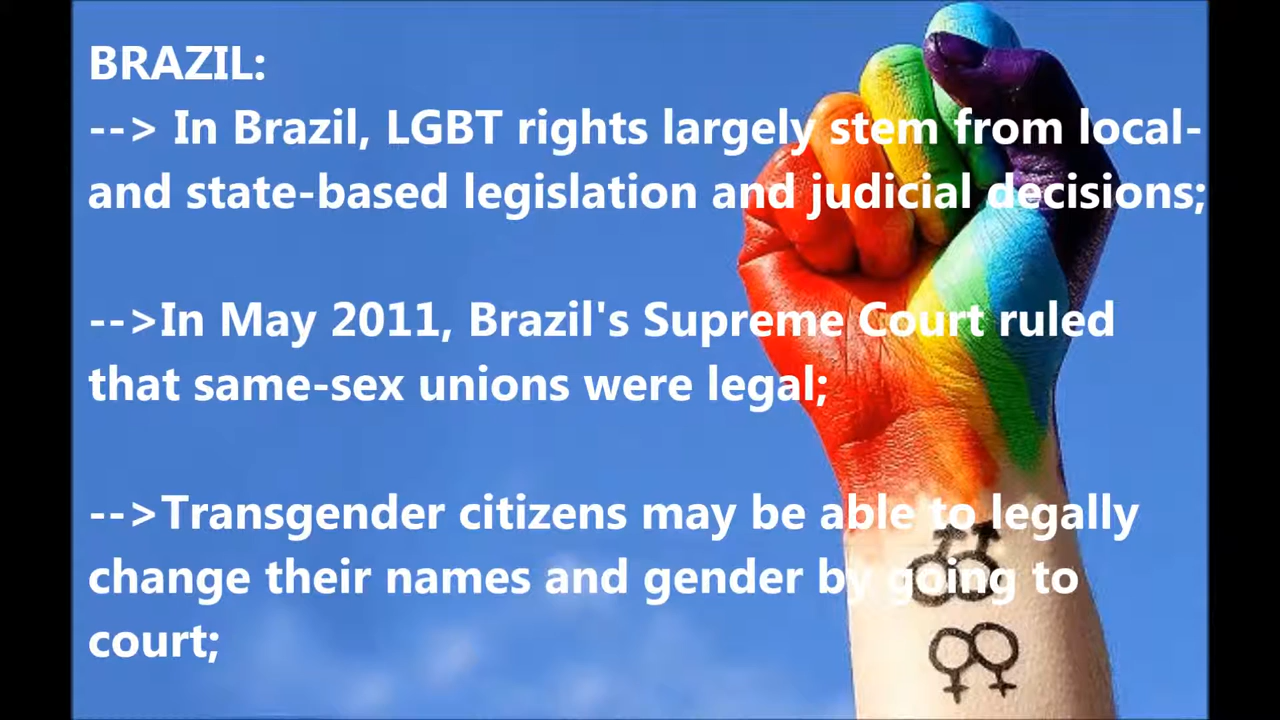 BRAZIL:
--> In Brazil, LGBT rights largely stem from local-
and state-based legislation and judicial decisions;
-->In May 2011, Brazil's Supreme Court ruled
that same-sex unions were legal;
-->Transgender citizens may be able to legally
change their names and gender by going to
court;